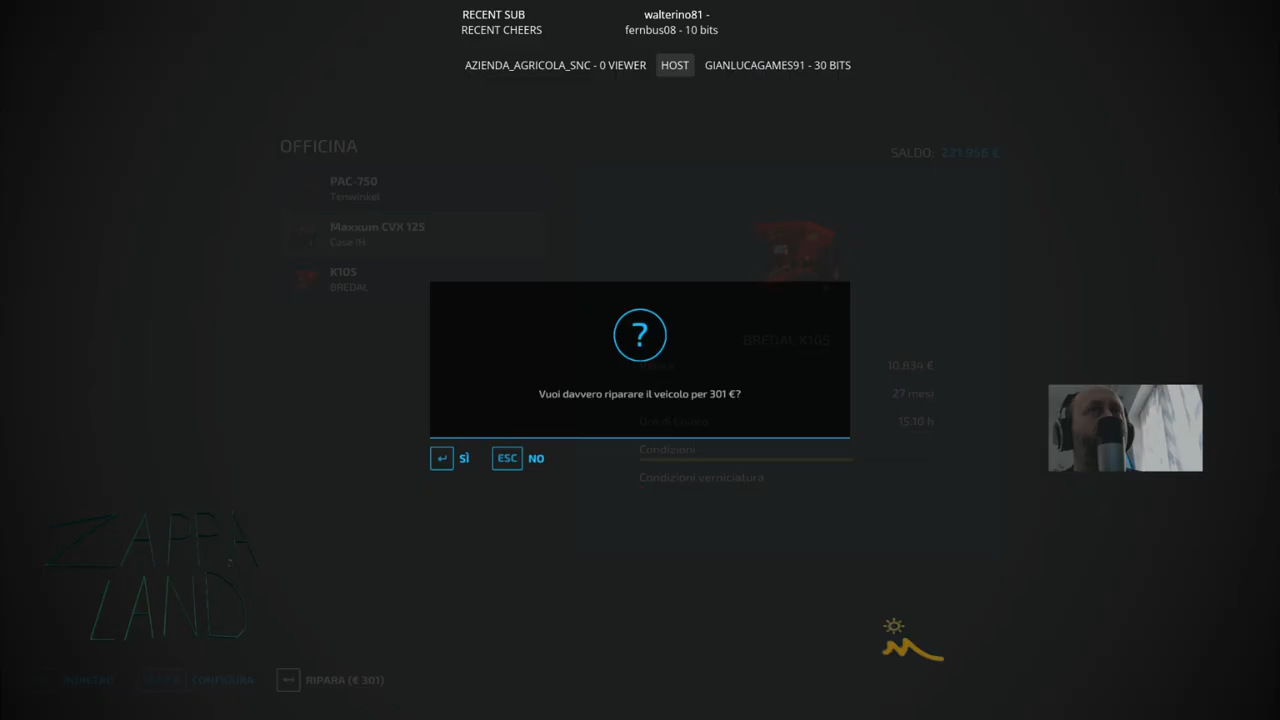 RECENT SUB walterino81 -
RECENT CHEERS fernbus08 - 10 bits
AZIENDA_AGRICOLA_SNC - 0 VIEWER HOST GIANLUCAGAMES91 - 30 BITS
OFFICINA
SALDO: 221.956 €
PAC-750
Tenwinkel
Maxxum CVX 125
Case IH
K105
BREDAL
?
BREDAL K105
10.834 €
Vuoi davvero riparare il veicolo per 301 €?
27 mesi
15.10 h
Condizioni
SÌ ESC NO
Condizioni verniciatura
ZAPPA
LAND
INDIETRO CONFIGURA RIPARA (€ 301)